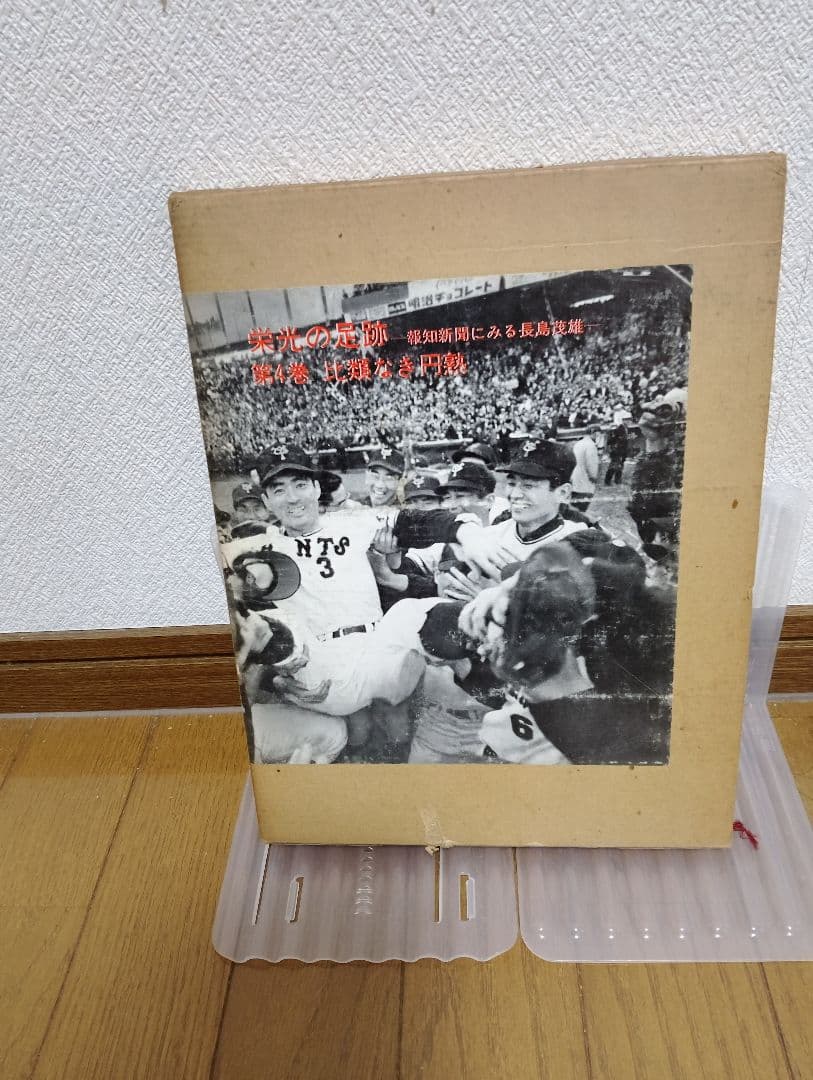 明治チョコレート
栄光の足跡―報知新聞にみる長島茂雄―
第4巻 比類なき円熟
NTS
3
6